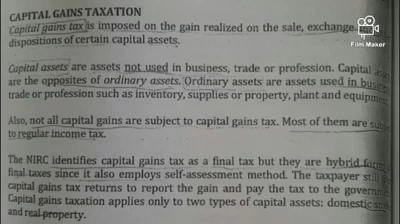 CAPITAL GAINS TAXATION
Capital gains tax is imposed on the gain realized on the sale, exchange
dispositions of certain capital assets.
Capital assets are assets not used in business, trade or profession. Capital
are the opposites of ordinary assets. Ordinary assets are assets used in
trade or profession such as inventory, supplies or property, plant and
Also, not all capital gains are subject to capital gains tax. Most of them are
to regular income tax.
The NIRC identifies capital gains tax as a final tax but they are hybrid
final taxes since it also employs self-assessment method. The taxpayer still
capital gains tax returns to report the gain and pay the tax to the
Capital gains taxation applies only to two types of capital assets: domestic
and real property.
Film Maker